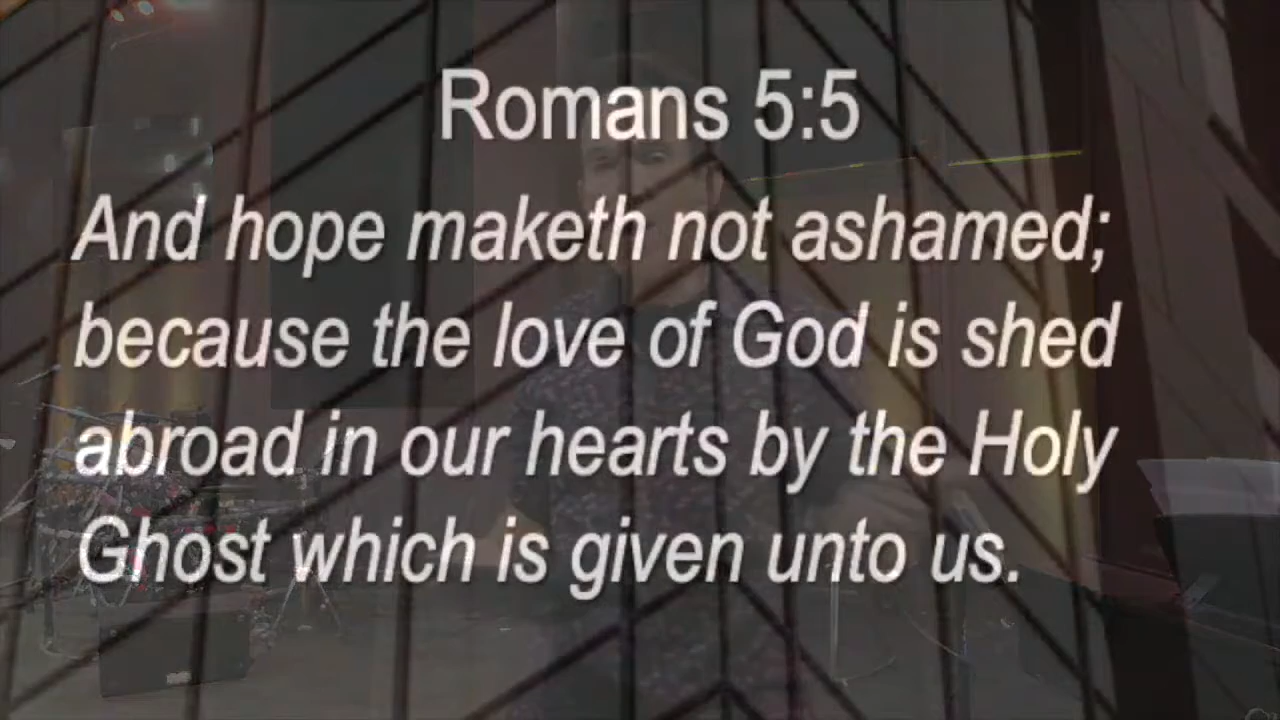 Romans 5:5
And hope maketh not ashamed;
because the love of God is shed
abroad in our hearts by the Holy
Ghost which is given unto us.